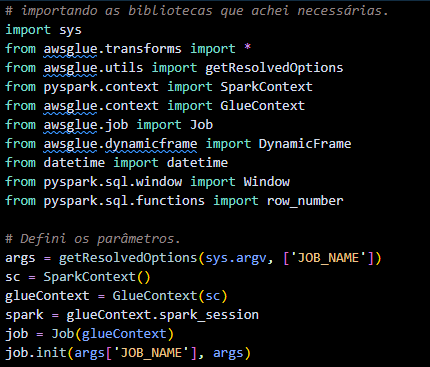 # importando as bibliotecas que achei necessárias.
import sys
from awsglue.transforms import *
from awsglue.utils import getResolvedOptions
from pyspark.context import SparkContext
from awsglue.context import GlueContext
from awsglue.job import Job
from awsglue.dynamicframe import DynamicFrame
from datetime import datetime
from pyspark.sql.window import Window
from pyspark.sql.functions import row_number

# Defini os parâmetros.
args = getResolvedOptions(sys.argv, ['JOB_NAME'])
sc = SparkContext()
glueContext = GlueContext(sc)
spark = glueContext.spark_session
job = Job(glueContext)
job.init(args['JOB_NAME'], args)